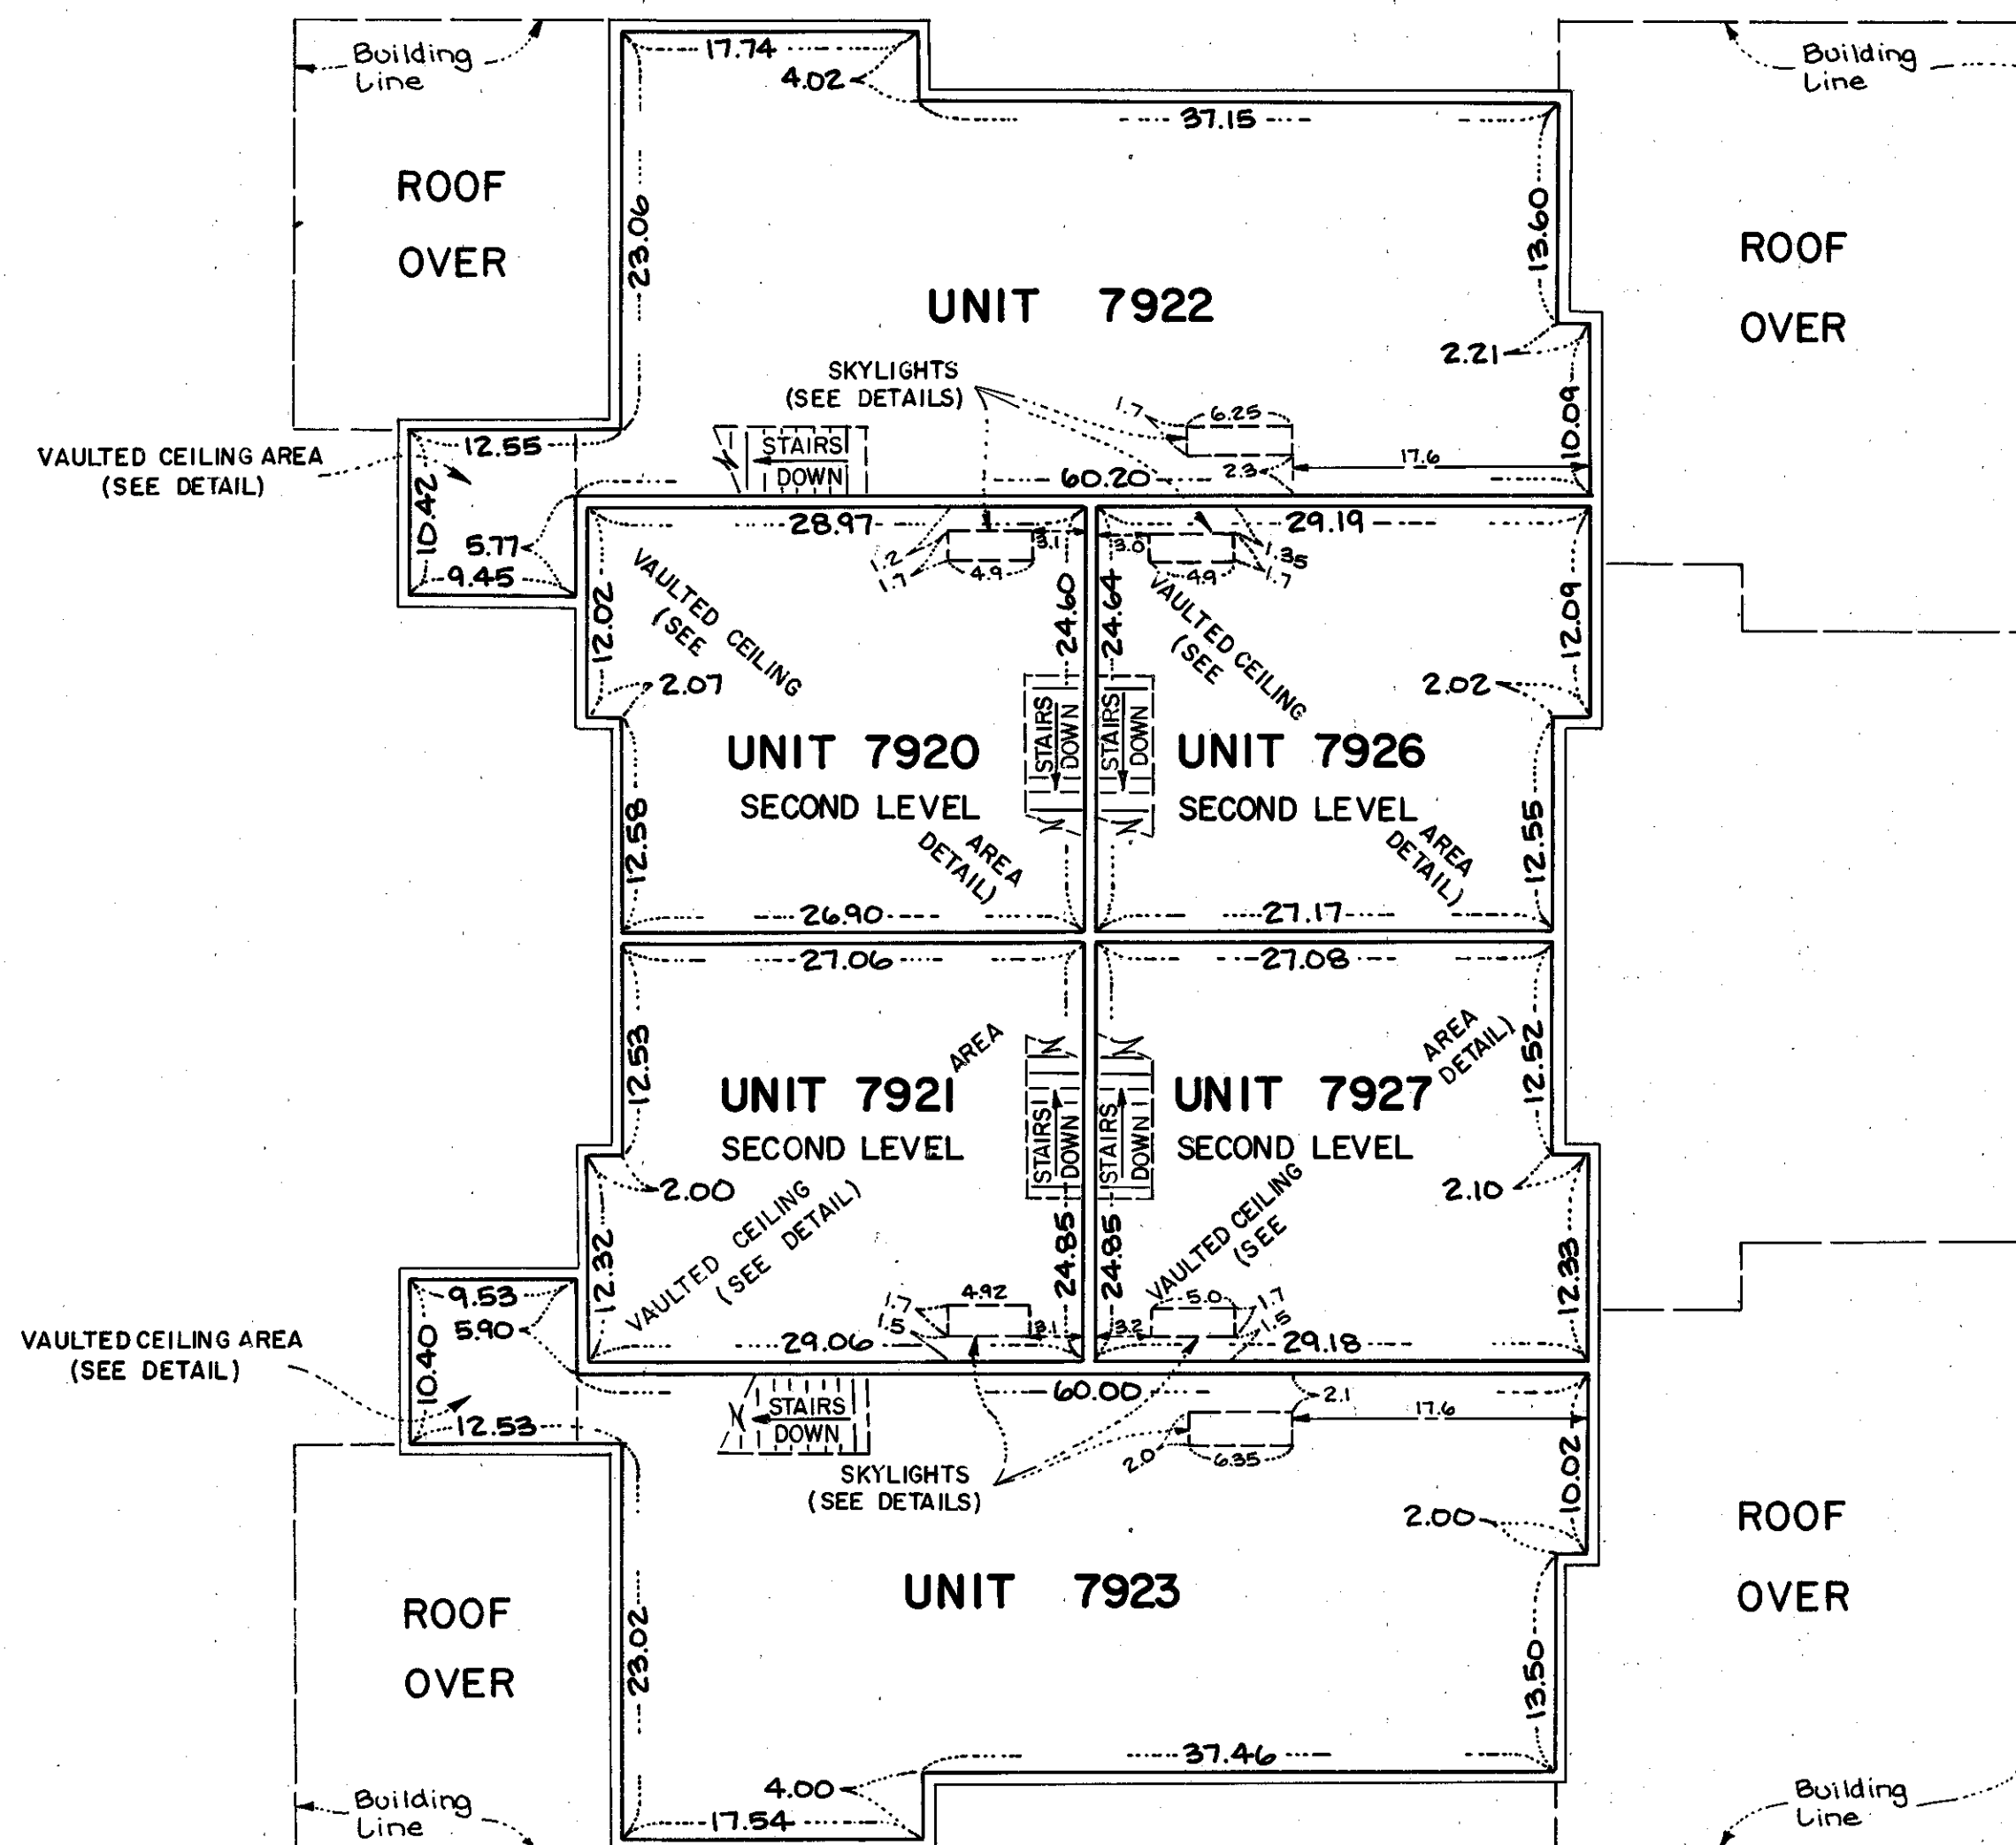 Building
Line
17.74
4.02
37.15
Building
Line
ROOF
OVER
23.06
13.60
ROOF
OVER
UNIT 7922
2.21
SKYLIGHTS
(SEE DETAILS)
1.7
6.25
10.09
VAULTED CEILING AREA
(SEE DETAIL)
12.55
STAIRS
DOWN
2.3
17.6
60.20
10.42
5.77
9.45
28.97
29.19
1.2
1.7
4.9
3.1
3.0
4.9
1.35
1.7
VAULTED CEILING
(SEE
VAULTED CEILING
(SEE
12.02
24.60
24.64
12.09
2.07
2.02
STAIRS
DOWN
STAIRS
DOWN
UNIT 7920
SECOND LEVEL
UNIT 7926
SECOND LEVEL
12.58
12.55
AREA
DETAIL)
AREA
DETAIL)
26.90
27.17
27.06
27.08
12.53
12.52
AREA
AREA
DETAIL)
UNIT 7921
SECOND LEVEL
UNIT 7927
SECOND LEVEL
STAIRS
DOWN
STAIRS
DOWN
2.00
2.10
VAULTED CEILING
(SEE DETAIL)
VAULTED CEILING
(SEE
12.32
24.85
24.85
12.33
9.53
5.90
1.7
1.5
4.92
3.1
3.2
5.0
1.7
1.5
VAULTED CEILING AREA
(SEE DETAIL)
10.40
29.06
29.18
12.53
60.00
2.1
17.6
STAIRS
DOWN
2.0
6.35
SKYLIGHTS
(SEE DETAILS)
10.02
2.00
ROOF
OVER
UNIT 7923
ROOF
OVER
23.02
13.50
37.46
4.00
17.54
Building
Line
Building
Line